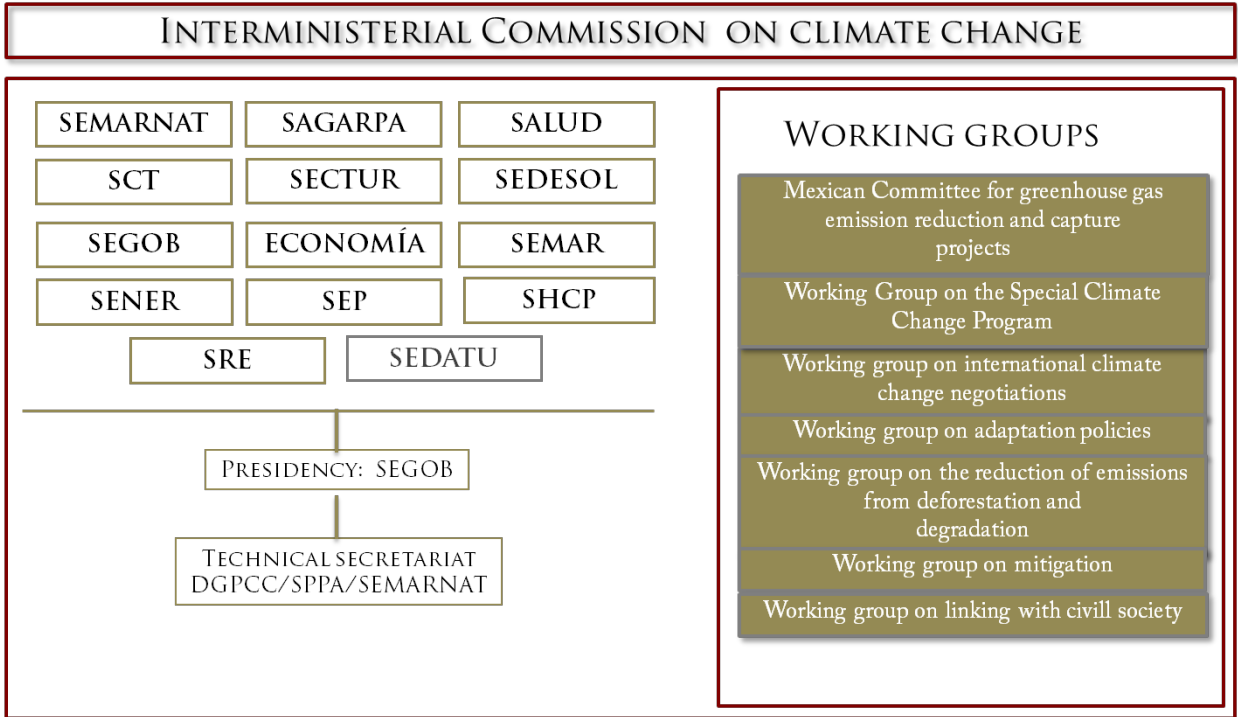 INTERMINISTERIAL COMMISSION ON CLIMATE CHANGE
SEMARNAT
SAGARPA
SALUD
SCT
SECTUR
SEDESOL
SEGOB
ECONOMÍA
SEMAR
SENER
SEP
SHCP
SRE
SEDATU
PRESIDENCY: SEGOB
TECHNICAL SECRETARIAT
DGPCC/SPPA/SEMARNAT
WORKING GROUPS
Mexican Committee for greenhouse gas
emission reduction and capture
projects
Working Group on the Special Climate
Change Program
Working group on international climate
change negotiations
Working group on adaptation policies
Working group on the reduction of emissions
from deforestation and
degradation
Working group on mitigation
Working group on linking with civill society